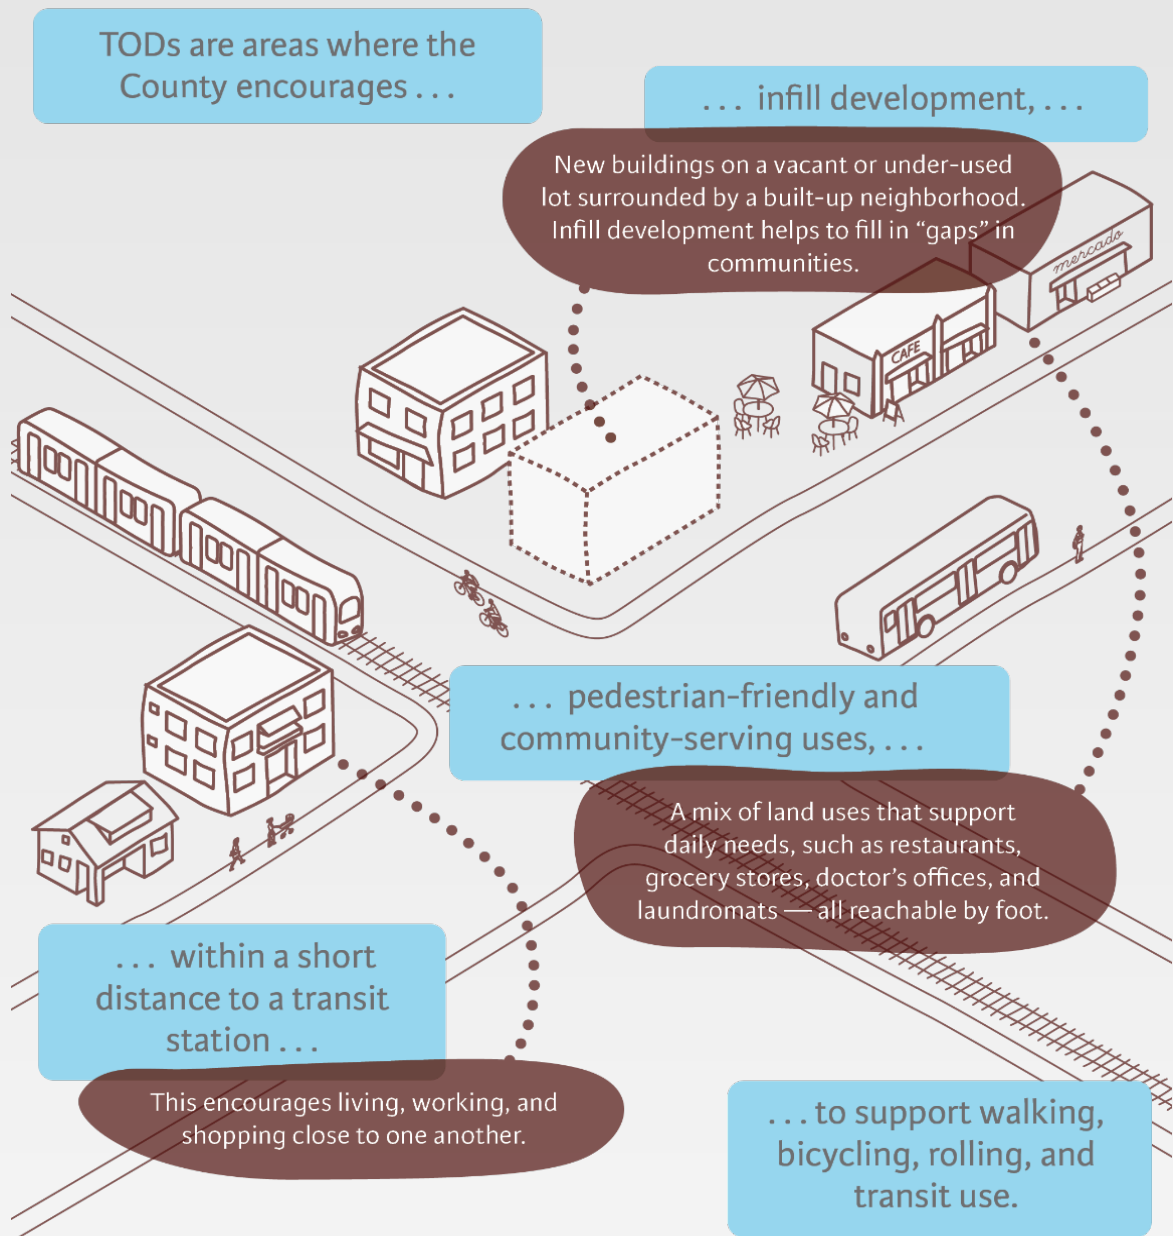 TODs are areas where the
County encourages . . .
. . . infill development, . . .
New buildings on a vacant or under-used
lot surrounded by a built-up neighborhood.
Infill development helps to fill in “gaps” in
communities.
mercado
CAFE
. . . pedestrian-friendly and
community-serving uses, . . .
A mix of land uses that support
daily needs, such as restaurants,
grocery stores, doctor’s offices, and
laundromats — all reachable by foot.
. . . within a short
distance to a transit
station . . .
This encourages living, working, and
shopping close to one another.
. . . to support walking,
bicycling, rolling, and
transit use.